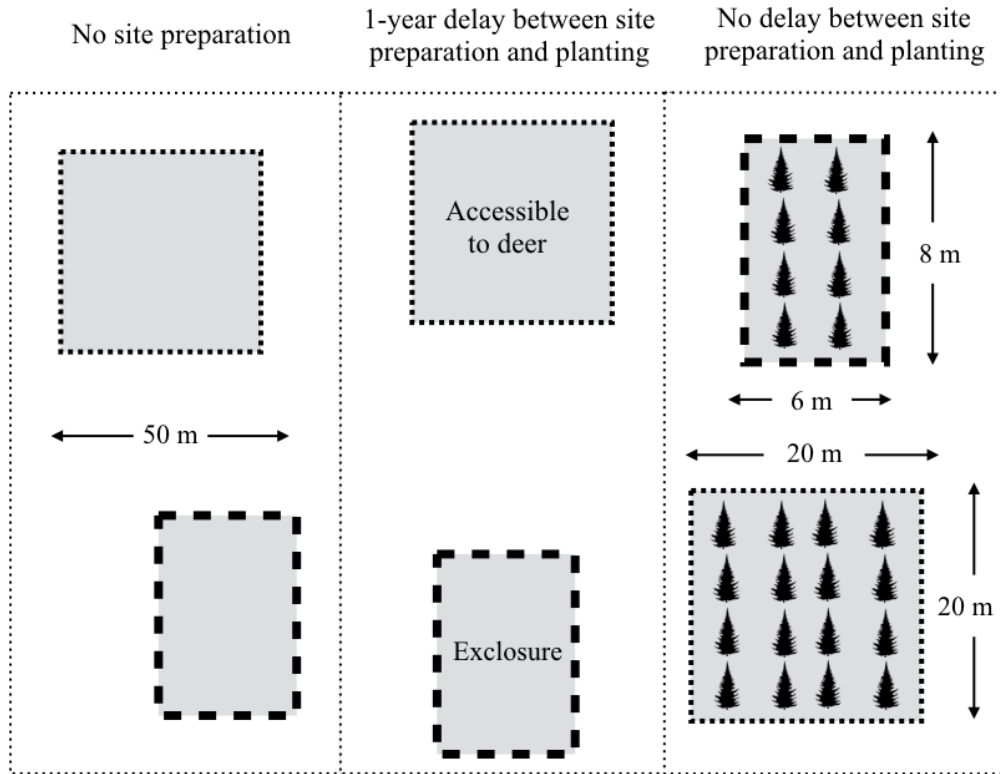 No site preparation
1-year delay between site
preparation and planting
No delay between site
preparation and planting
Accessible
to deer
8 m
6 m
50 m
20 m
Exclosure
20 m